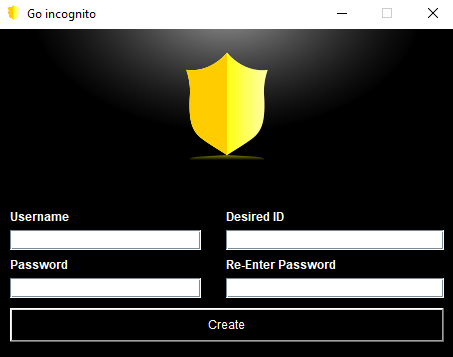 Go incognito
Username
Desired ID
Password
Re-Enter Password
Create